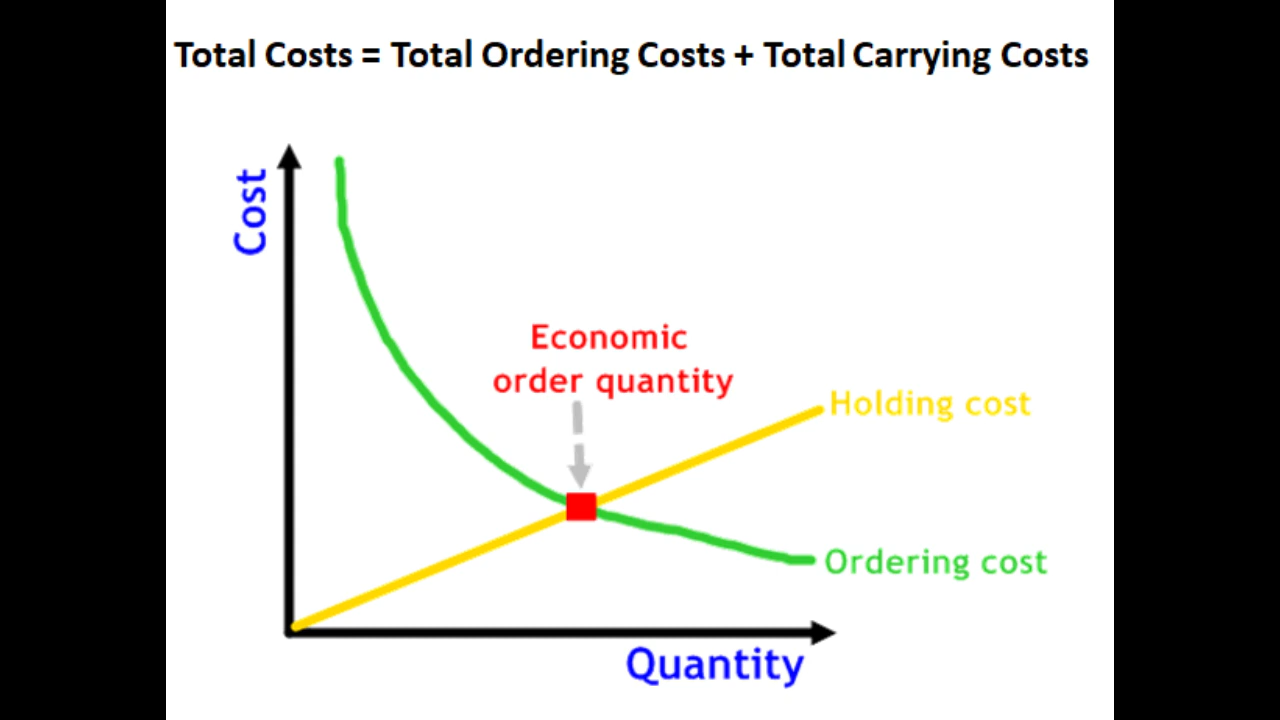 Total Costs = Total Ordering Costs + Total Carrying Costs
Cost
Economic
order quantity
Holding cost
Ordering cost
Quantity